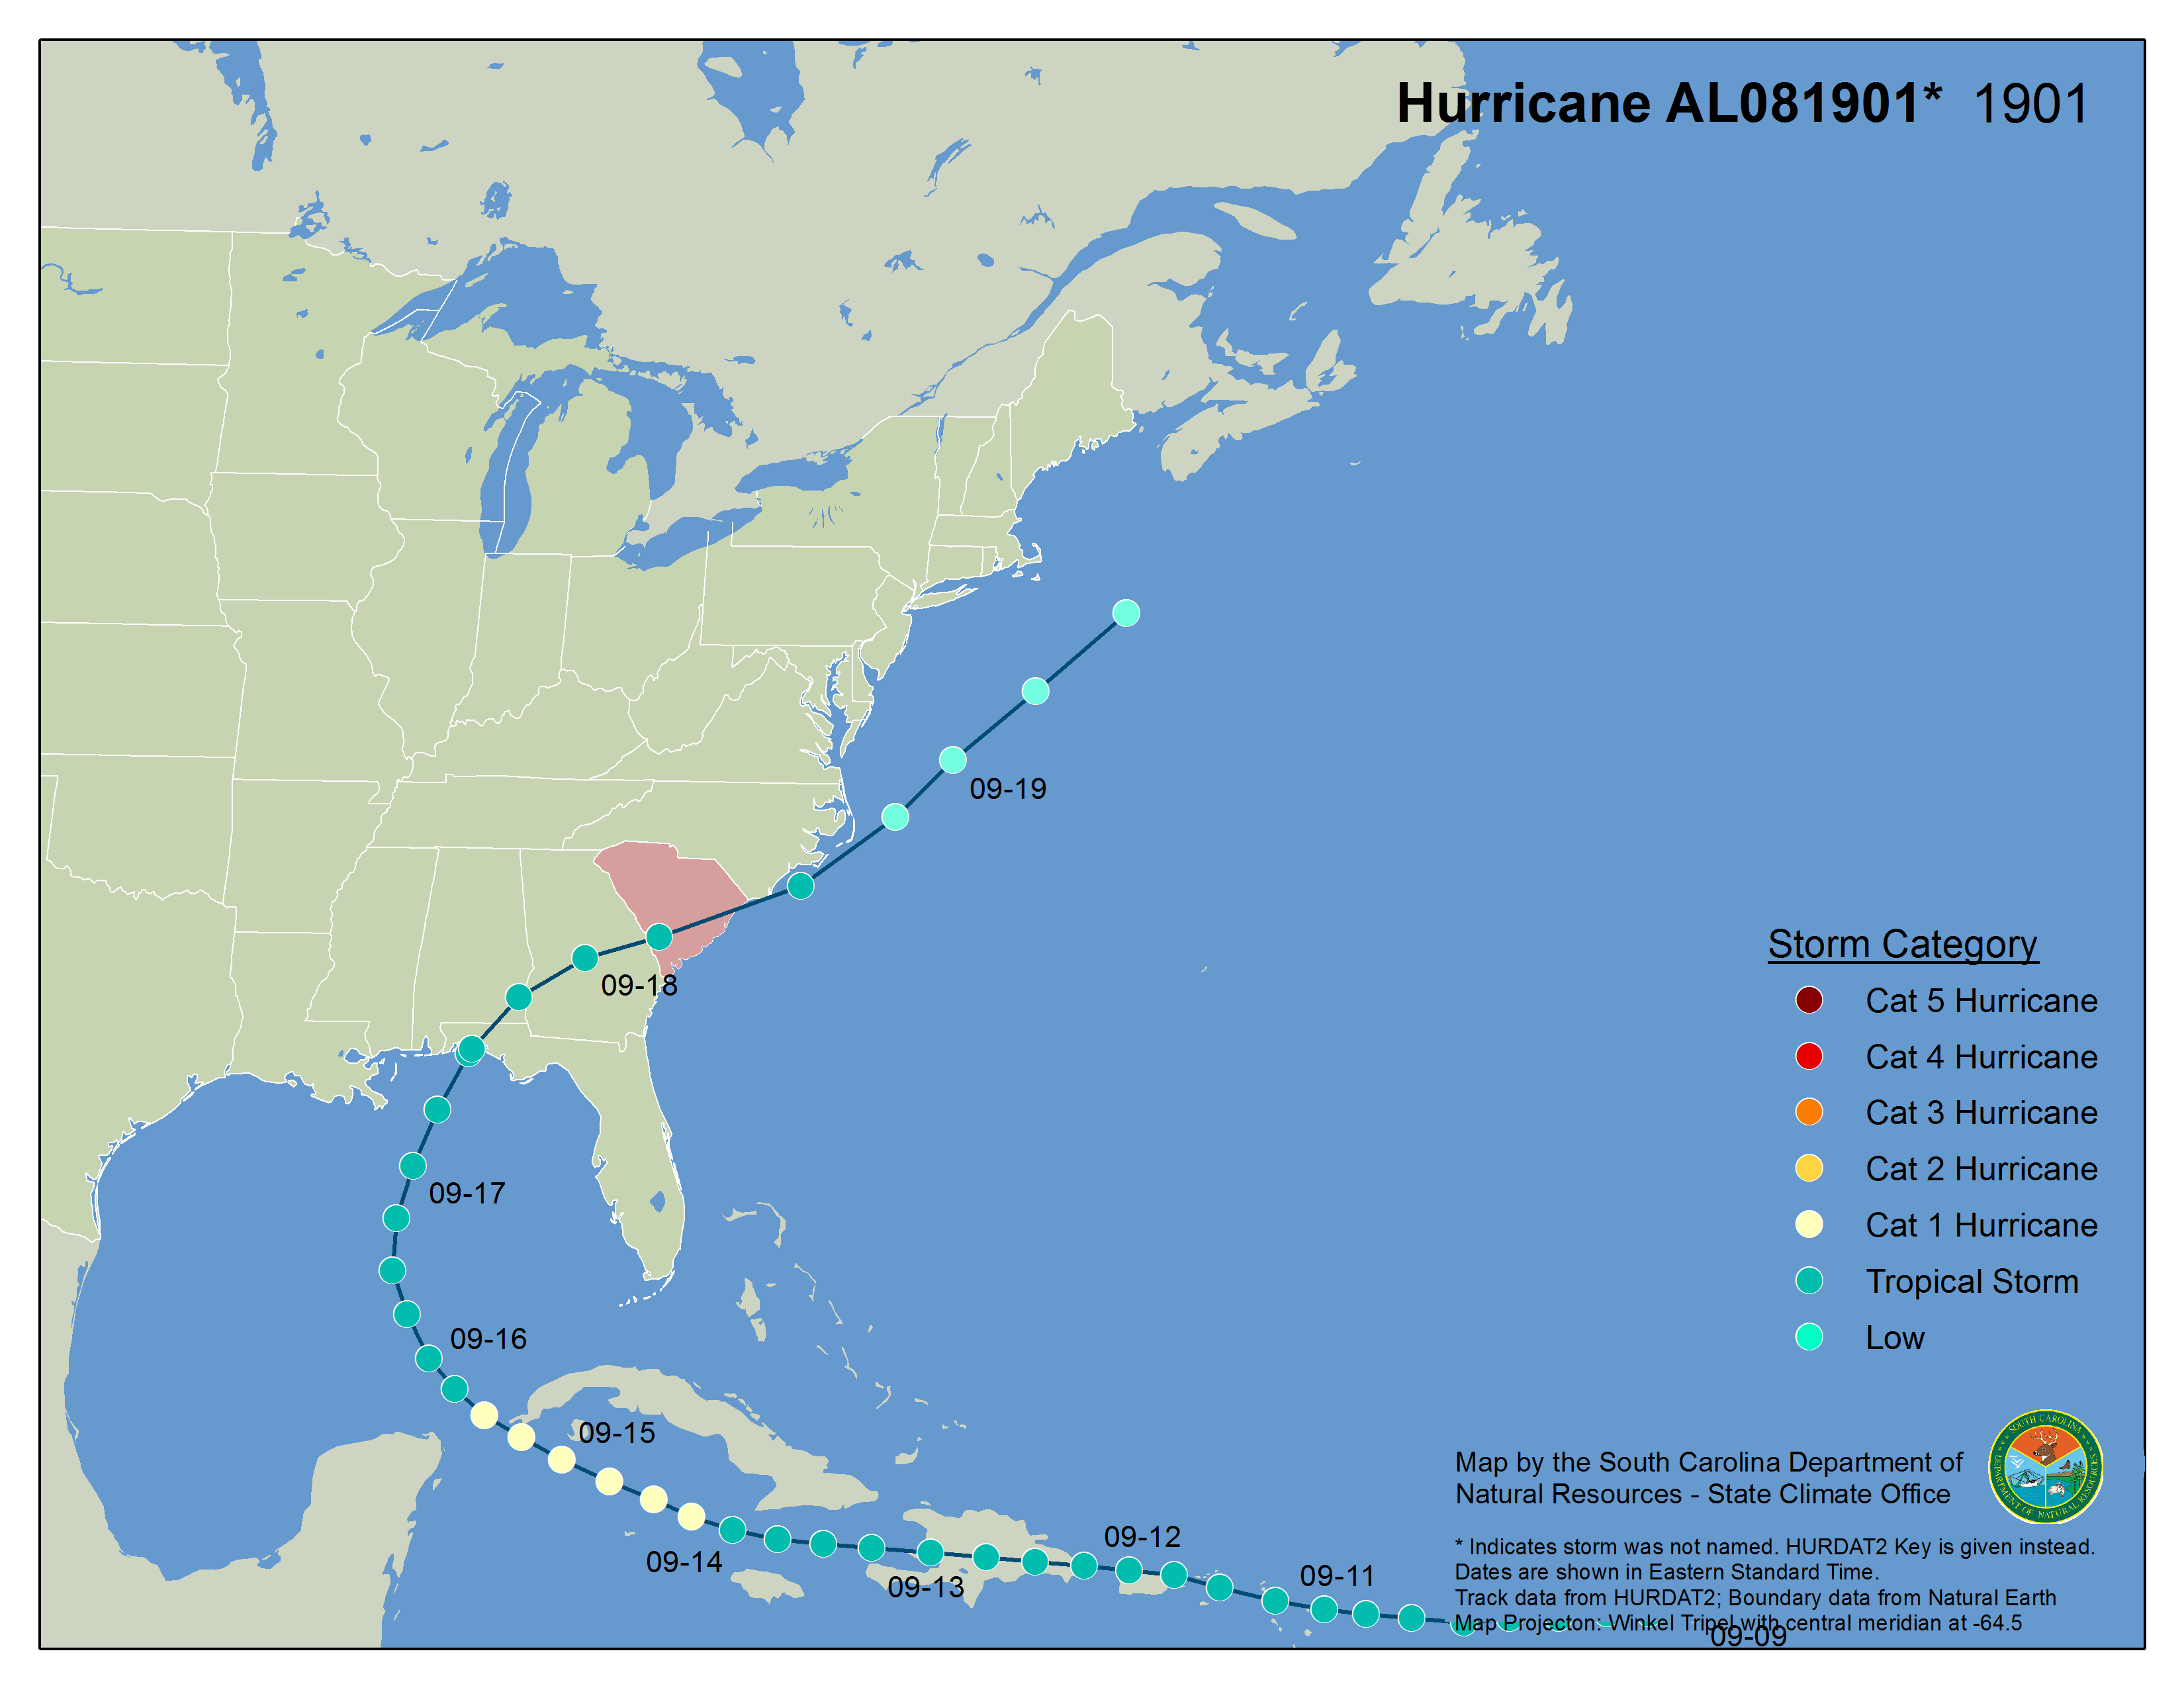 Hurricane AL081901* 1901
09-19
09-18
09-17
09-16
09-15
09-14
09-13
09-12
09-11
09-09
Storm Category
Cat 5 Hurricane
Cat 4 Hurricane
Cat 3 Hurricane
Cat 2 Hurricane
Cat 1 Hurricane
Tropical Storm
Low
Map by the South Carolina Department of
Natural Resources - State Climate Office
SOUTH CAROLINA
DEPARTMENT OF NATURAL RESOURCES
* Indicates storm was not named. HURDAT2 Key is given instead.
Dates are shown in Eastern Standard Time.
Track data from HURDAT2; Boundary data from Natural Earth
Map Projecton: Winkel Tripel with central meridian at -64.5